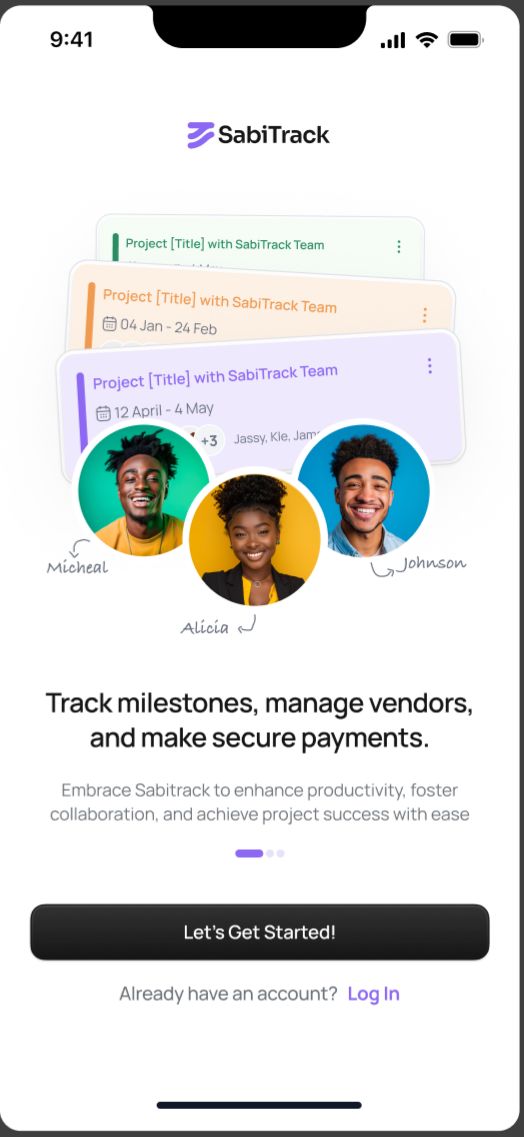 9:41
SabiTrack
Project [Title] with SabiTrack Team
Project [Title] with SabiTrack Team
04 Jan - 24 Feb
Project [Title] with SabiTrack Team
12 April - 4 May
+3 Jassy, Kle,
Micheal
Johnson
Alicia
Track milestones, manage vendors,
and make secure payments.
Embrace Sabitrack to enhance productivity, foster
collaboration, and achieve project success with ease
Let's Get Started!
Already have an account? Log In